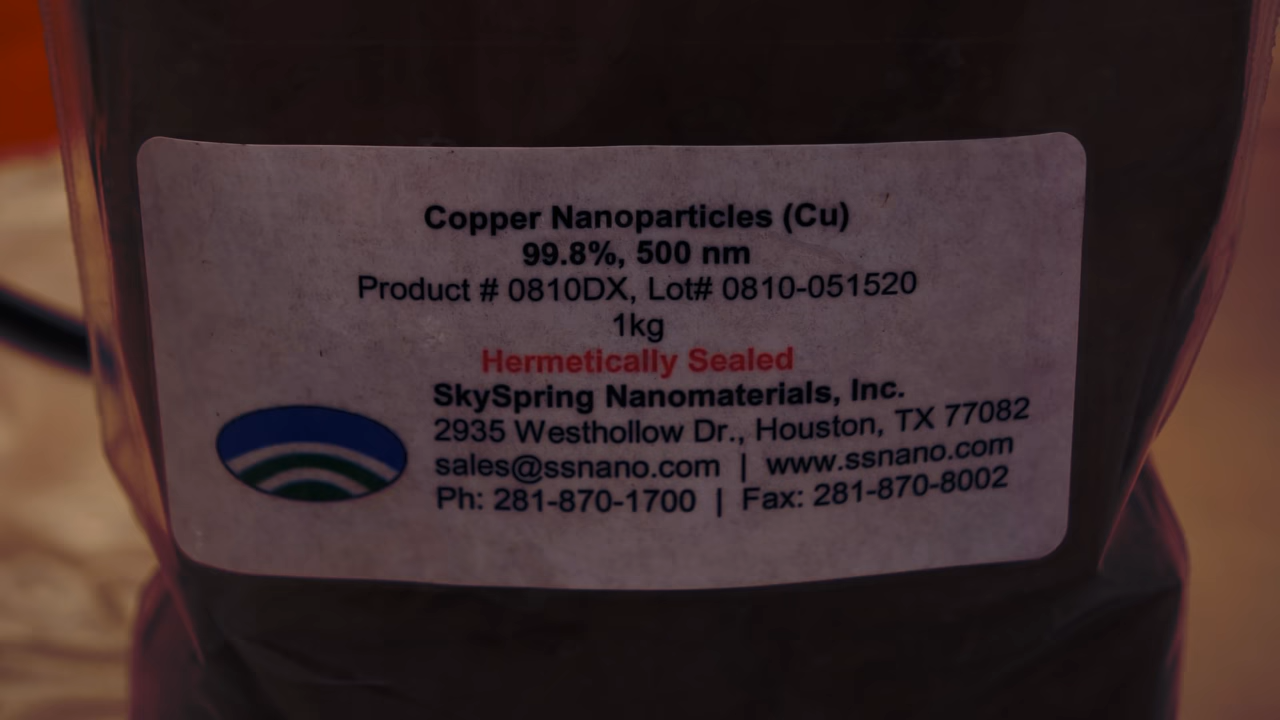 Copper Nanoparticles (Cu)
99.8%, 500 nm
Product # 0810DX, Lot# 0810-051520
1kg
Hermetically Sealed
SkySpring Nanomaterials, Inc.
2935 Westhollow Dr., Houston, TX 77082
sales@ssnano.com | www.ssnano.com
Ph: 281-870-1700 | Fax: 281-870-8002